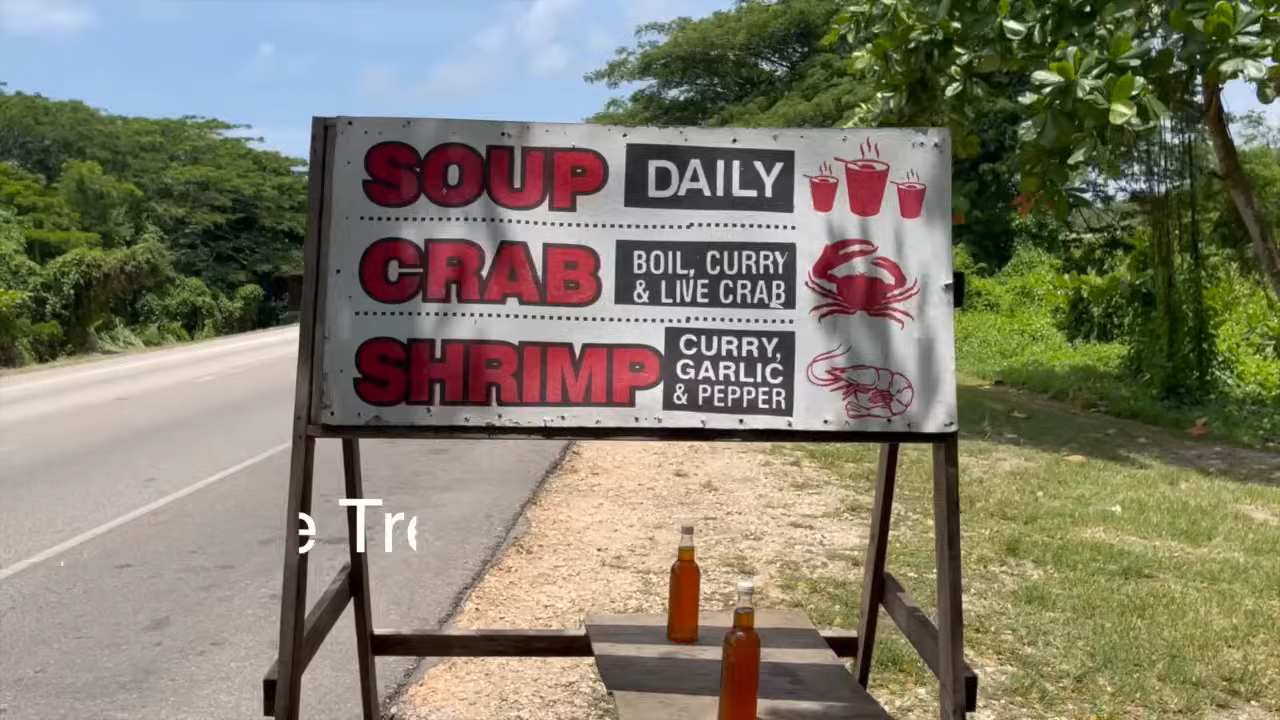 SOUP DAILY
CRAB BOIL, CURRY
& LIVE CRAB
SHRIMP CURRY,
GARLIC
& PEPPER